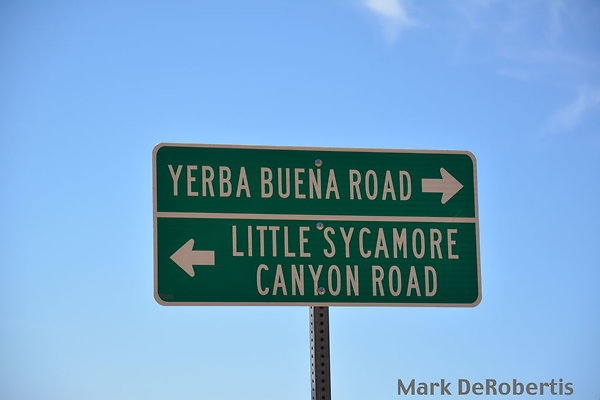 YERBA BUENA ROAD
LITTLE SYCAMORE
CANYON ROAD
Mark DeRobertis